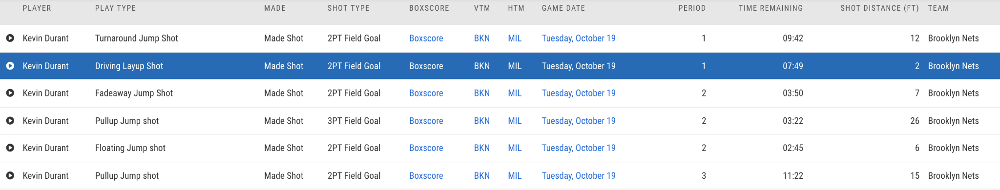 PLAYER PLAY TYPE MADE SHOT TYPE BOXSCORE VTM HTM GAME DATE PERIOD TIME REMAINING SHOT DISTANCE (FT) TEAM
Kevin Durant Turnaround Jump Shot Made Shot 2PT Field Goal Boxscore BKN MIL Tuesday, October 19 1 09:42 12 Brooklyn Nets
Kevin Durant Driving Layup Shot Made Shot 2PT Field Goal Boxscore BKN MIL Tuesday, October 19 1 07:49 2 Brooklyn Nets
Kevin Durant Fadeaway Jump Shot Made Shot 2PT Field Goal Boxscore BKN MIL Tuesday, October 19 2 03:50 7 Brooklyn Nets
Kevin Durant Pullup Jump shot Made Shot 3PT Field Goal Boxscore BKN MIL Tuesday, October 19 2 03:22 26 Brooklyn Nets
Kevin Durant Floating Jump shot Made Shot 2PT Field Goal Boxscore BKN MIL Tuesday, October 19 2 02:45 6 Brooklyn Nets
Kevin Durant Pullup Jump shot Made Shot 2PT Field Goal Boxscore BKN MIL Tuesday, October 19 3 11:22 15 Brooklyn Nets